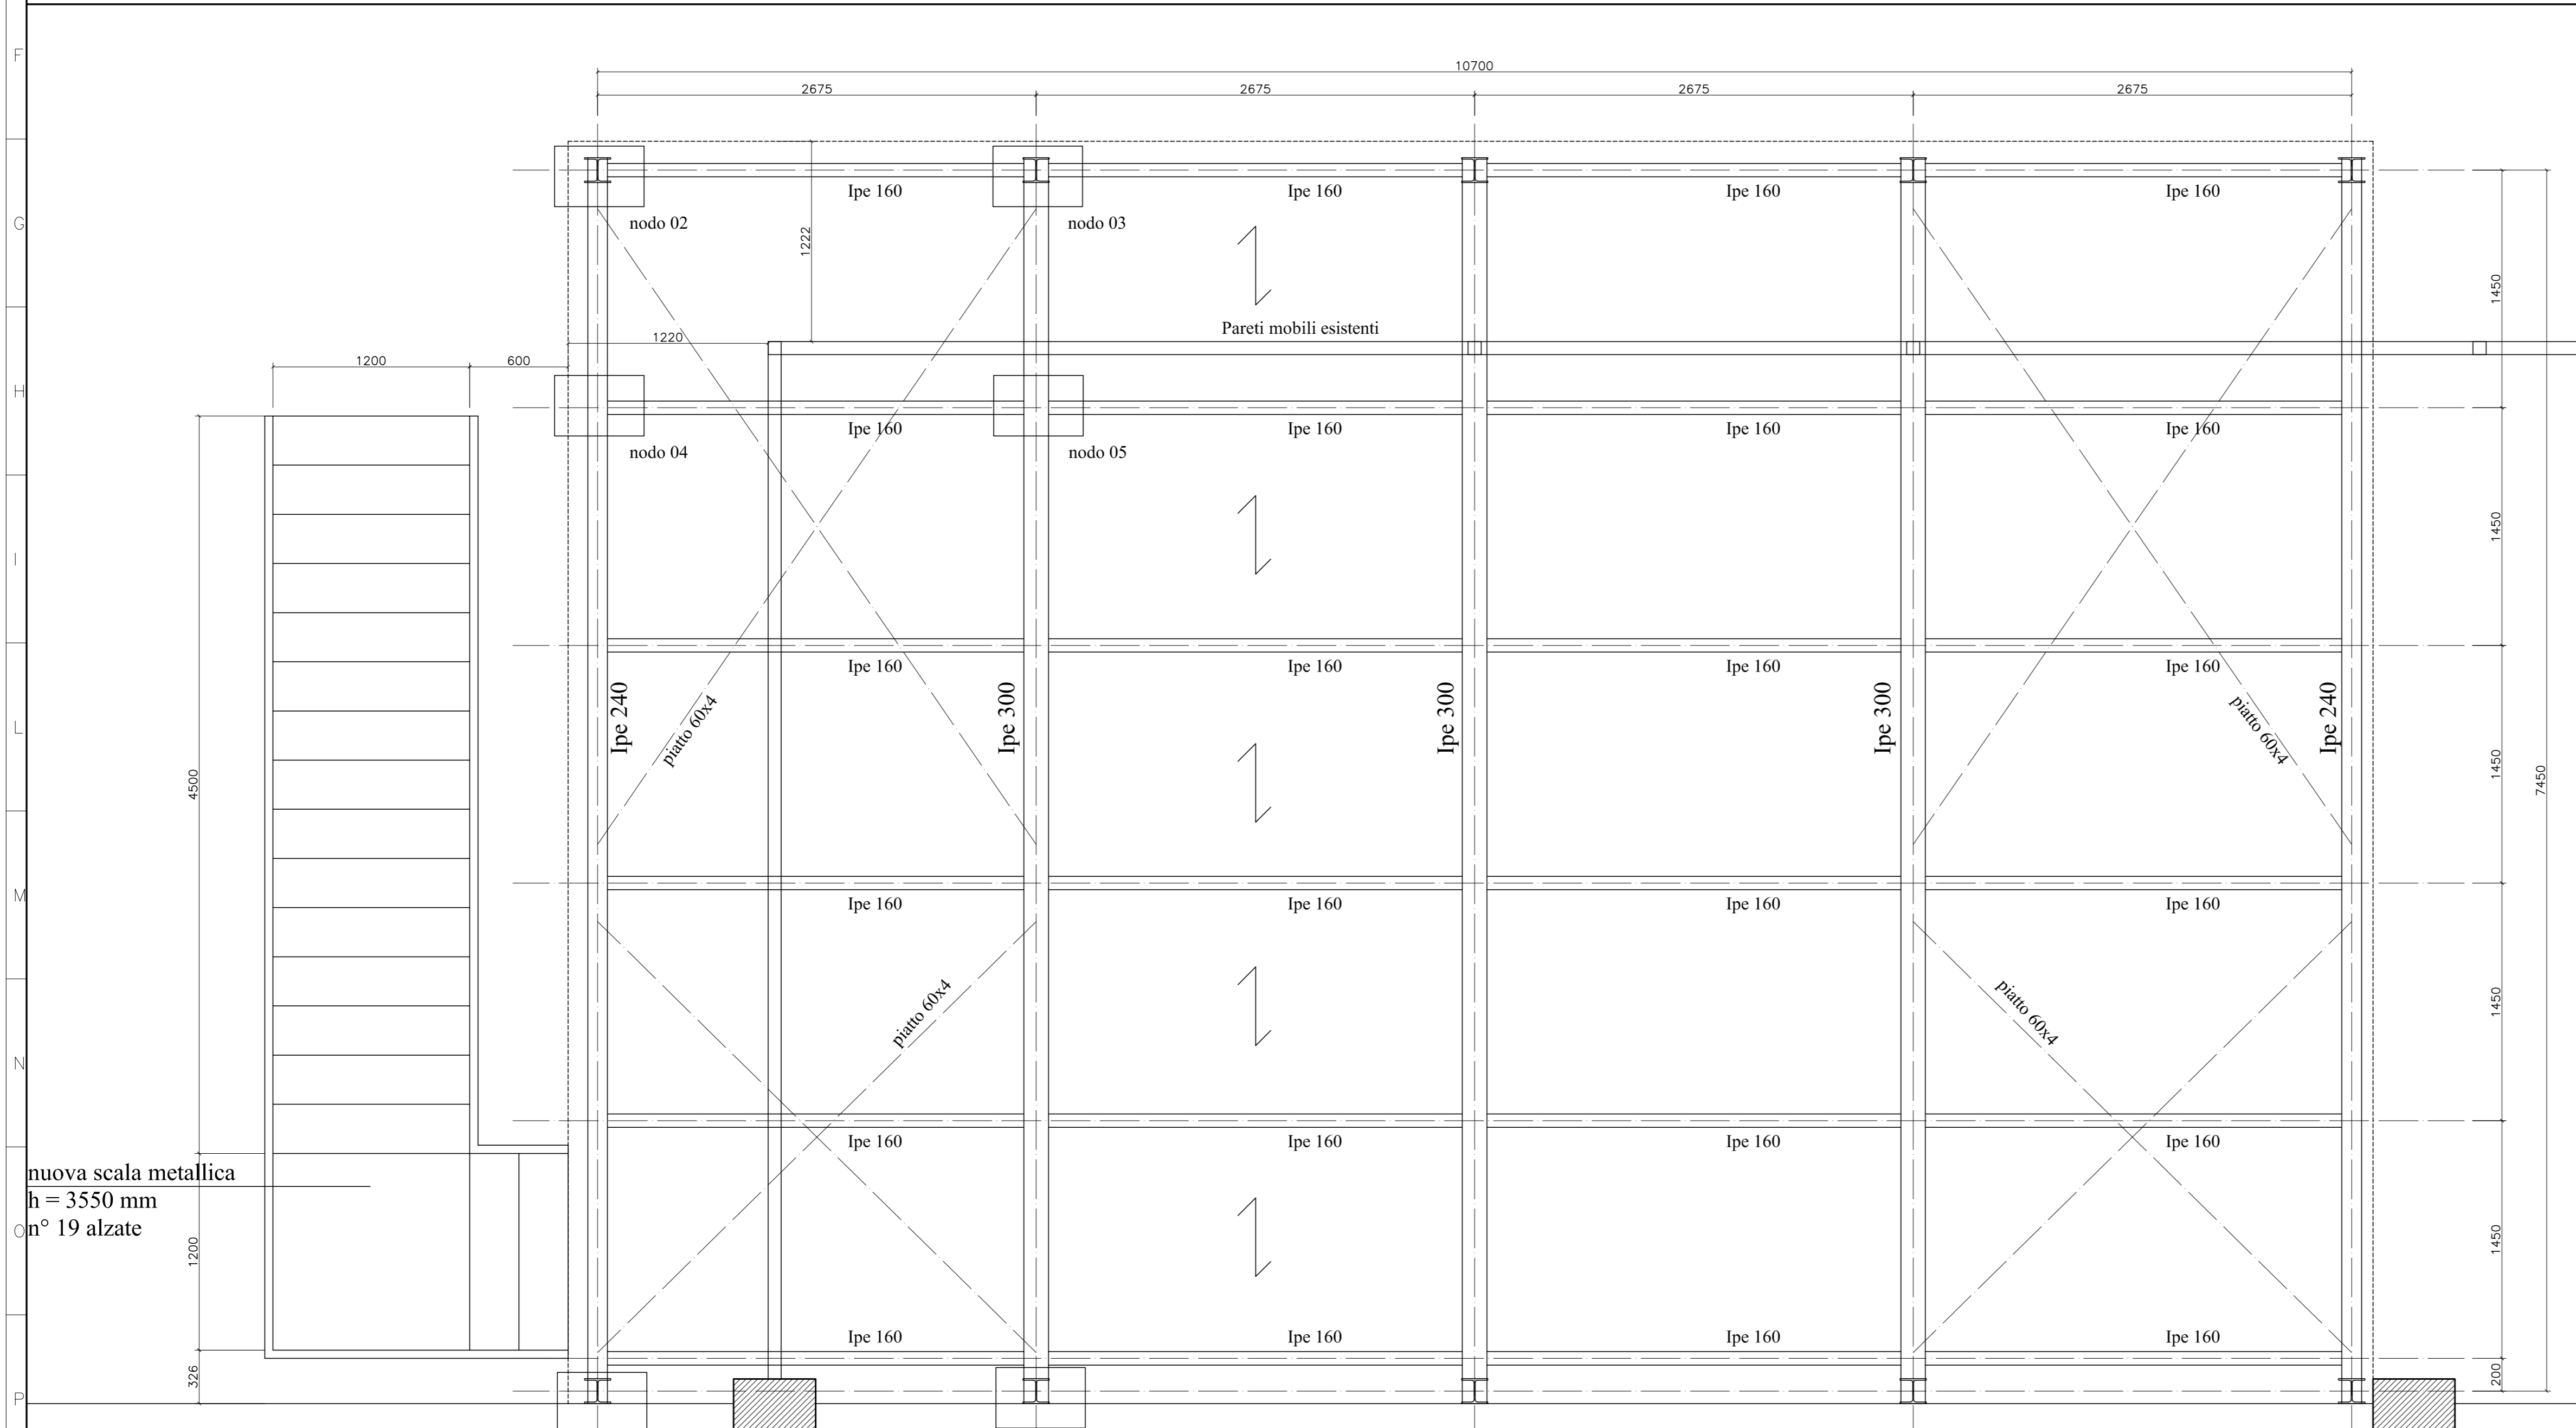 F
10700
2675 2675 2675 2675
Ipe 160 Ipe 160 Ipe 160 Ipe 160
G
nodo 02 nodo 03
1222
1450
Pareti mobili esistenti
1220
1200 600
H
Ipe 160 Ipe 160 Ipe 160 Ipe 160
nodo 04 nodo 05
1450
I
Ipe 160 Ipe 160 Ipe 160 Ipe 160
L
Ipe 240 Ipe 300 Ipe 300 Ipe 300 Ipe 240
piatto 60x4 piatto 60x4
4500
1450
7450
M
Ipe 160 Ipe 160 Ipe 160 Ipe 160
1450
piatto 60x4 piatto 60x4
N
Ipe 160 Ipe 160 Ipe 160 Ipe 160
nuova scala metallica
h = 3550 mm
O
n° 19 alzate
1200
1450
Ipe 160 Ipe 160 Ipe 160 Ipe 160
326
200
P